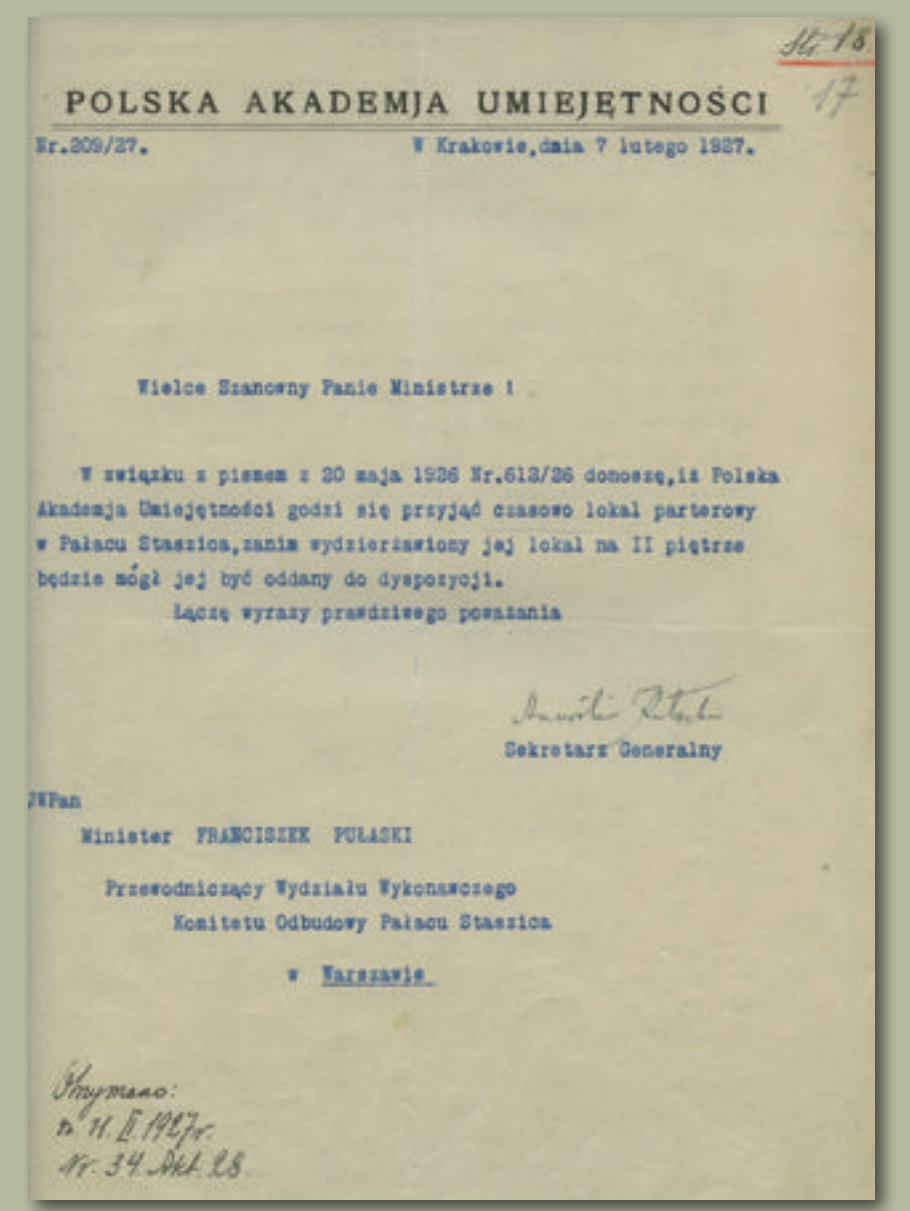 Str 18.
17
POLSKA AKADEMJA UMIEJĘTNOŚCI
Nr.209/27. W Krakowie,dnia 7 lutego 1927.
Wielce Szanowny Panie Ministrze !
W związku z pismem z 20 maja 1926 Nr.612/26 donoszę,iż Polska
Akademja Umiejętności godzi się przyjąć czasowo lokal parterowy
w Pałacu Staszica,zanim wydzierżawiony jej lokal na II piętrze
będzie mógł jej być oddany do dyspozycji.
Łączę wyrazy prawdziwego poważania
Sekretarz Generalny
JWPan
Minister FRANCISZEK PUŁASKI
Przewodniczący Wydziału Wykonawczego
Komitetu Odbudowy Pałacu Staszica
w Warszawie
Otrzymano:
11. II 1927r.
Nr. 34 Akt. 28